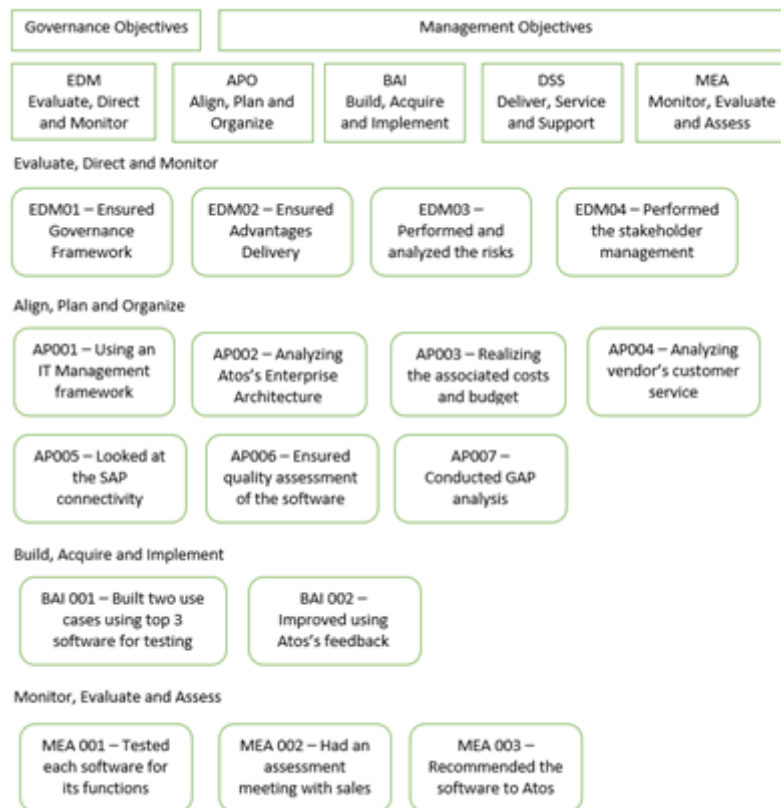 Governance Objectives
Management Objectives
EDM
Evaluate, Direct
and Monitor
APO
Align, Plan and
Organize
BAI
Build, Acquire
and Implement
DSS
Deliver, Service
and Support
MEA
Monitor, Evaluate
and Assess
Evaluate, Direct and Monitor
EDM01 – Ensured
Governance
Framework
EDM02 – Ensured
Advantages
Delivery
EDM03 –
Performed and
analyzed the risks
EDM04 – Performed
the stakeholder
management
Align, Plan and Organize
AP001 – Using an
IT Management
framework
AP002 – Analyzing
Atos's Enterprise
Architecture
AP003 – Realizing
the associated costs
and budget
AP004 – Analyzing
vendor's customer
service
AP005 – Looked at
the SAP
connectivity
AP006 – Ensured
quality assessment
of the software
AP007 –
Conducted GAP
analysis
Build, Acquire and Implement
BAI 001 – Built two use
cases using top 3
software for testing
BAI 002 –
Improved using
Atos's feedback
Monitor, Evaluate and Assess
MEA 001 – Tested
each software for
its functions
MEA 002 – Had an
assessment
meeting with sales
MEA 003 –
Recommended the
software to Atos